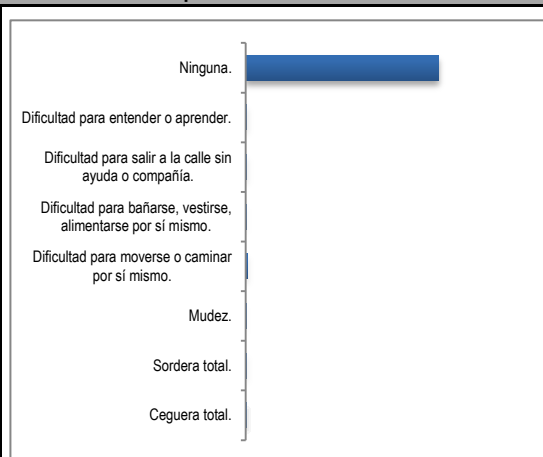 Ninguna.
Dificultad para entender o aprender.
Dificultad para salir a la calle sin
ayuda o compañía.
Dificultad para bañarse, vestirse,
alimentarse por sí mismo.
Dificultad para moverse o caminar
por sí mismo.
Mudez.
Sordera total.
Ceguera total.